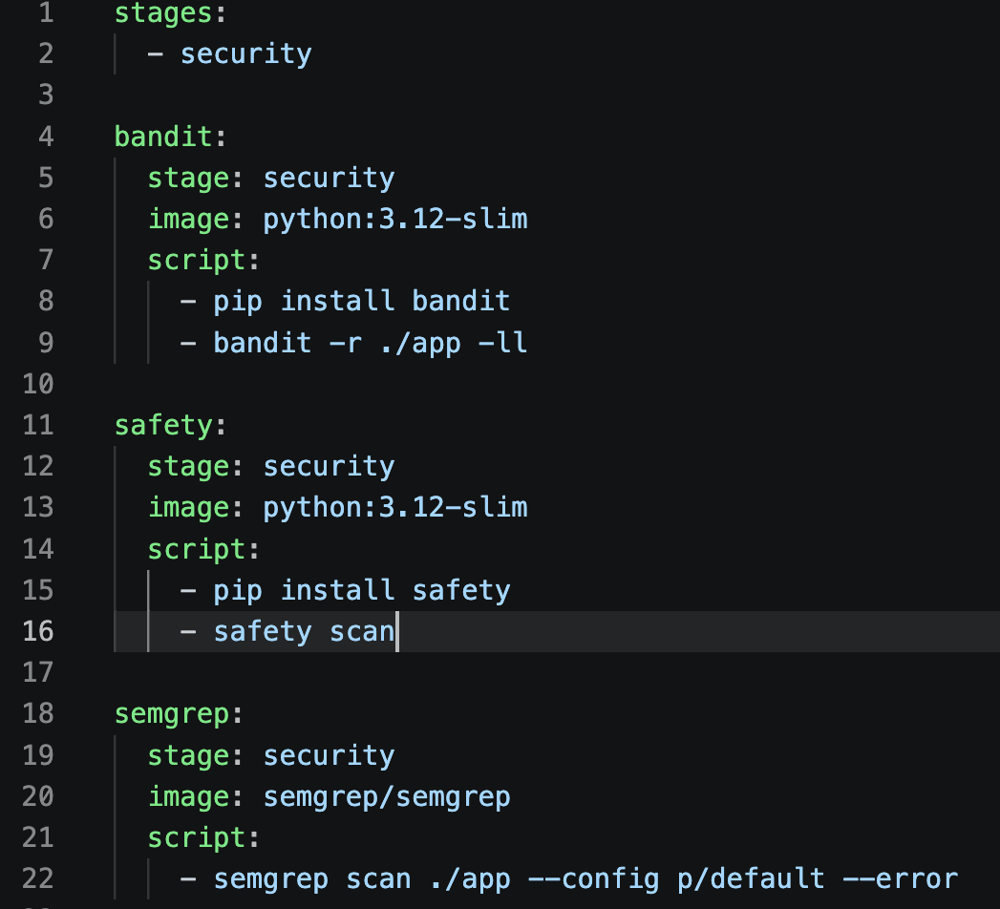 1 stages:
2   - security
3
4 bandit:
5   stage: security
6   image: python:3.12-slim
7   script:
8     - pip install bandit
9     - bandit -r ./app -ll
10
11 safety:
12   stage: security
13   image: python:3.12-slim
14   script:
15     - pip install safety
16     - safety scan
17
18 semgrep:
19   stage: security
20   image: semgrep/semgrep
21   script:
22     - semgrep scan ./app --config p/default --error